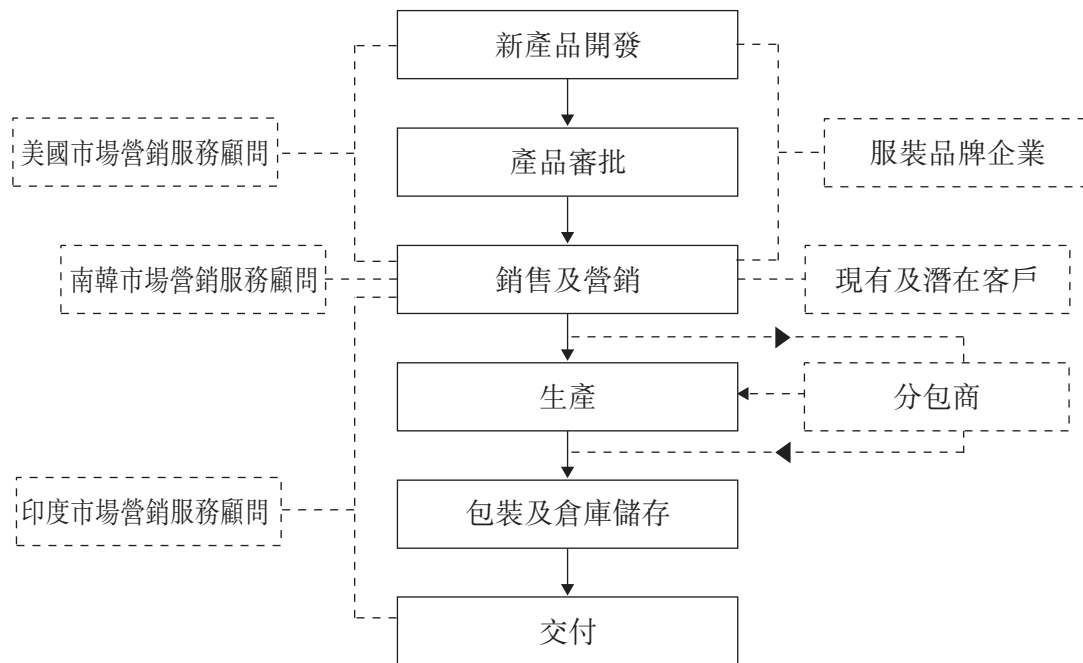 新產品開發
美國市場營銷服務顧問
產品審批
服裝品牌企業
南韓市場營銷服務顧問
銷售及營銷
現有及潛在客戶
生產
分包商
印度市場營銷服務顧問
包裝及倉庫儲存
交付